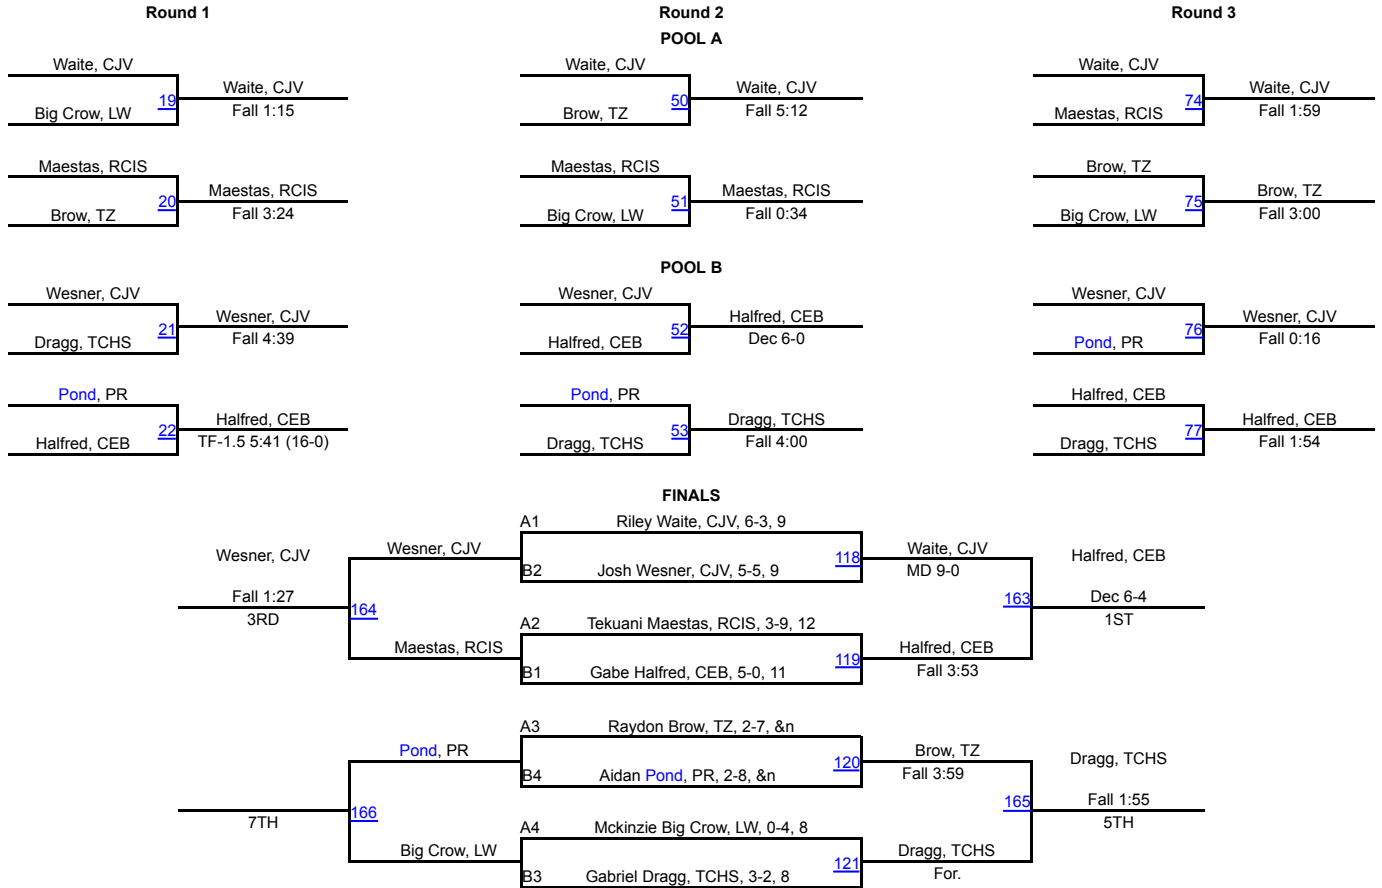 Round 1
Round 2
Round 3
POOL A
Waite, CJV
Big Crow, LW
19
Waite, CJV
Fall 1:15
Waite, CJV
Brow, TZ
50
Waite, CJV
Fall 5:12
Waite, CJV
Maestas, RCIS
74
Waite, CJV
Fall 1:59
Maestas, RCIS
Brow, TZ
20
Maestas, RCIS
Fall 3:24
Maestas, RCIS
Big Crow, LW
51
Maestas, RCIS
Fall 0:34
Brow, TZ
Big Crow, LW
75
Brow, TZ
Fall 3:00
POOL B
Wesner, CJV
Dragg, TCHS
21
Wesner, CJV
Fall 4:39
Wesner, CJV
Halfred, CEB
52
Halfred, CEB
Dec 6-0
Wesner, CJV
Pond, PR
76
Wesner, CJV
Fall 0:16
Pond, PR
Halfred, CEB
22
Halfred, CEB
TF-1.5 5:41 (16-0)
Pond, PR
Dragg, TCHS
53
Dragg, TCHS
Fall 4:00
Halfred, CEB
Dragg, TCHS
77
Halfred, CEB
Fall 1:54
FINALS
A1
Riley Waite, CJV, 6-3, 9
B2
Josh Wesner, CJV, 5-5, 9
118
Waite, CJV
MD 9-0
A2
Tekuani Maestas, RCIS, 3-9, 12
B1
Gabe Halfred, CEB, 5-0, 11
119
Halfred, CEB
Fall 3:53
163
Halfred, CEB
Dec 6-4
1ST
Wesner, CJV
Maestas, RCIS
164
Wesner, CJV
Fall 1:27
3RD
A3
Raydon Brow, TZ, 2-7, &n
B4
Aidan Pond, PR, 2-8, &n
120
Brow, TZ
Fall 3:59
A4
Mckinzie Big Crow, LW, 0-4, 8
B3
Gabriel Dragg, TCHS, 3-2, 8
121
Dragg, TCHS
For.
165
Dragg, TCHS
Fall 1:55
5TH
Pond, PR
Big Crow, LW
166
7TH